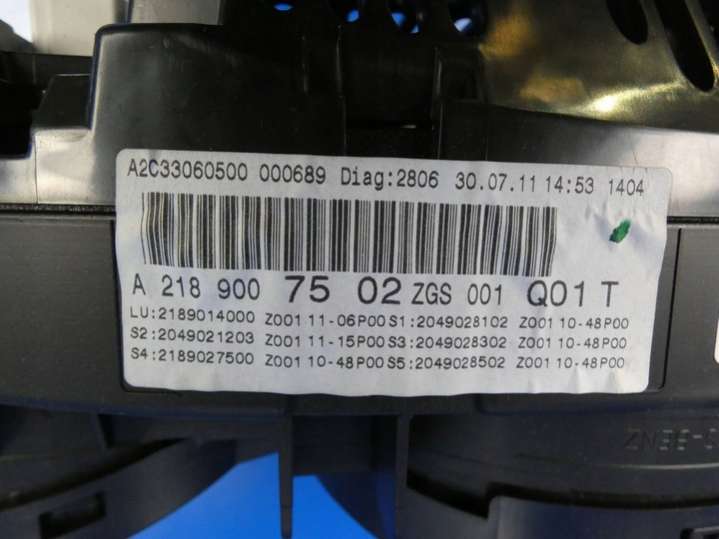 A2C33060500 000689 Diag:2806 30.07.11 14:53 1404
A 218 900 75 02 ZGS 001 Q01 T
LU:2189014000 Z001 11-06P00 S1:2049028102 Z001 10-48P00
S2:2049021203 Z001 11-15P00 S3:2049028302 Z001 10-48P00
S4:2189027500 Z001 10-48P00 S5:2049028502 Z001 10-48P00